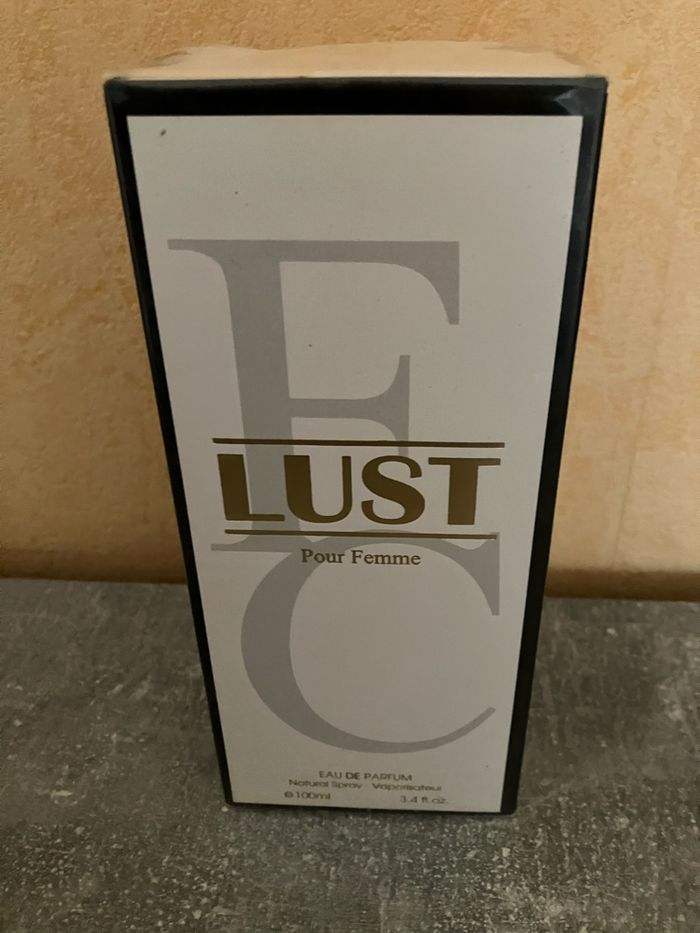 F
LUST
Pour Femme
C
EAU DE PARFUM
Natural Spray - Vaporisateur
℮100ml 3.4 fl.oz.